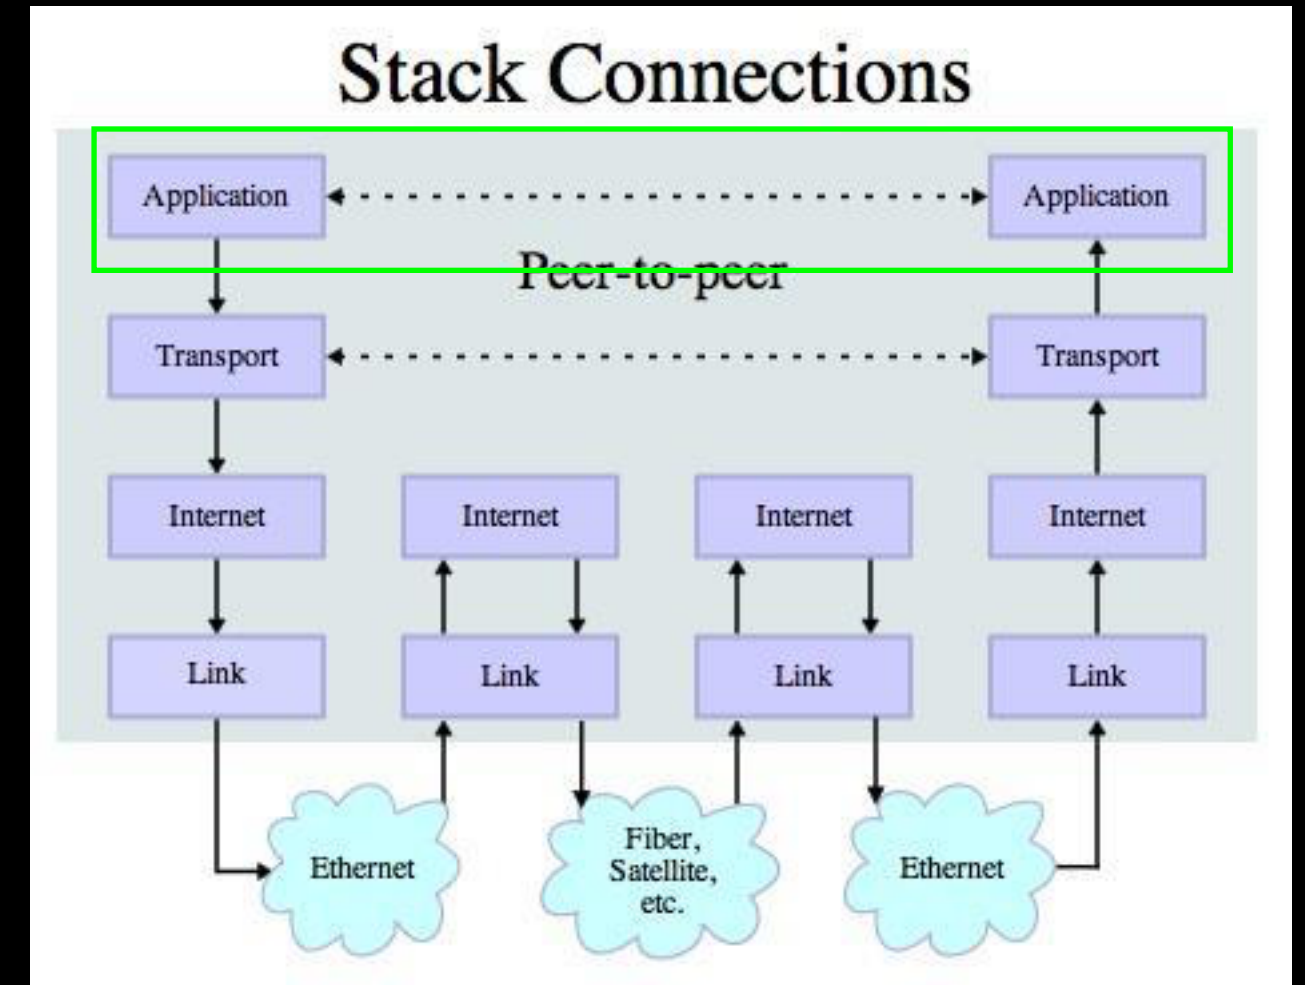 Stack Connections
Application Application
Peer-to-peer
Transport Transport
Internet Internet Internet Internet
Link Link Link Link
Ethernet
Fiber,
Satellite,
etc.
Ethernet